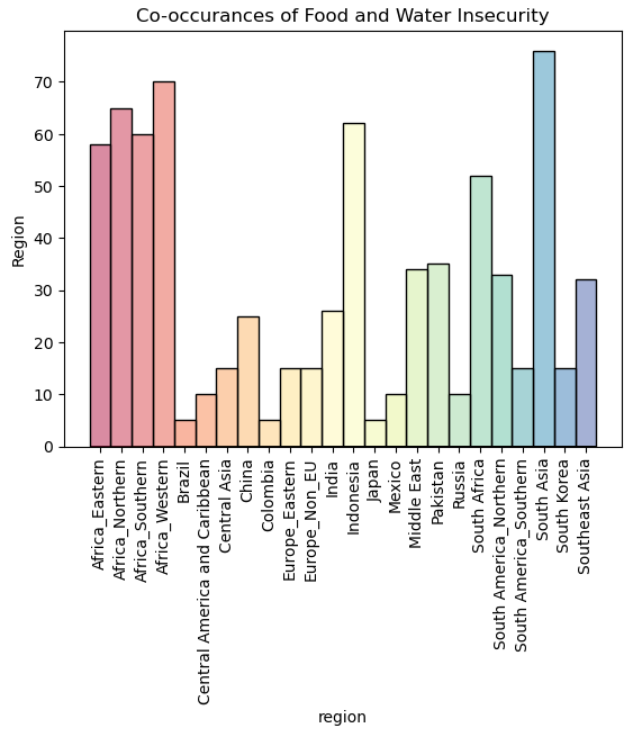 Co-occurances of Food and Water Insecurity
Region
70
60
50
40
30
20
10
0
Africa_Eastern
Africa_Northern
Africa_Southern
Africa_Western
Brazil
Central America and Caribbean
Central Asia
China
Colombia
Europe_Eastern
Europe_Non_EU
India
Indonesia
Japan
Mexico
Middle East
Pakistan
Russia
South Africa
South America_Northern
South America_Southern
South Asia
South Korea
Southeast Asia
region